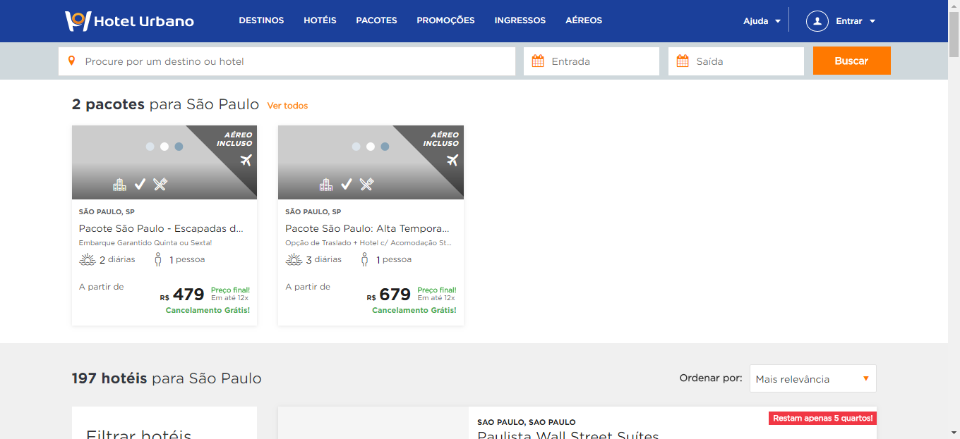 Hotel Urbano DESTINOS HOTÉIS PACOTES PROMOÇÕES INGRESSOS AÉREOS Ajuda Entrar
Procure por um destino ou hotel Entrada Saída Buscar
2 pacotes para São Paulo Ver todos
AÉREO INCLUSO
SÃO PAULO, SP
Pacote São Paulo - Escapadas d...
Embarque Garantido Quinta ou Sexta!
2 diárias 1 pessoa
A partir de
R$ 479 Preço final! Em até 12x
Cancelamento Grátis!
AÉREO INCLUSO
SÃO PAULO, SP
Pacote São Paulo: Alta Tempora...
Opção de Traslado + Hotel c/ Acomodação St...
3 diárias 1 pessoa
A partir de
R$ 679 Preço final! Em até 12x
Cancelamento Grátis!
197 hotéis para São Paulo Ordenar por: Mais relevância
Filtrar hotéis
SAO PAULO, SAO PAULO Restam apenas 5 quartos!
Paulista Wall Street Suítes